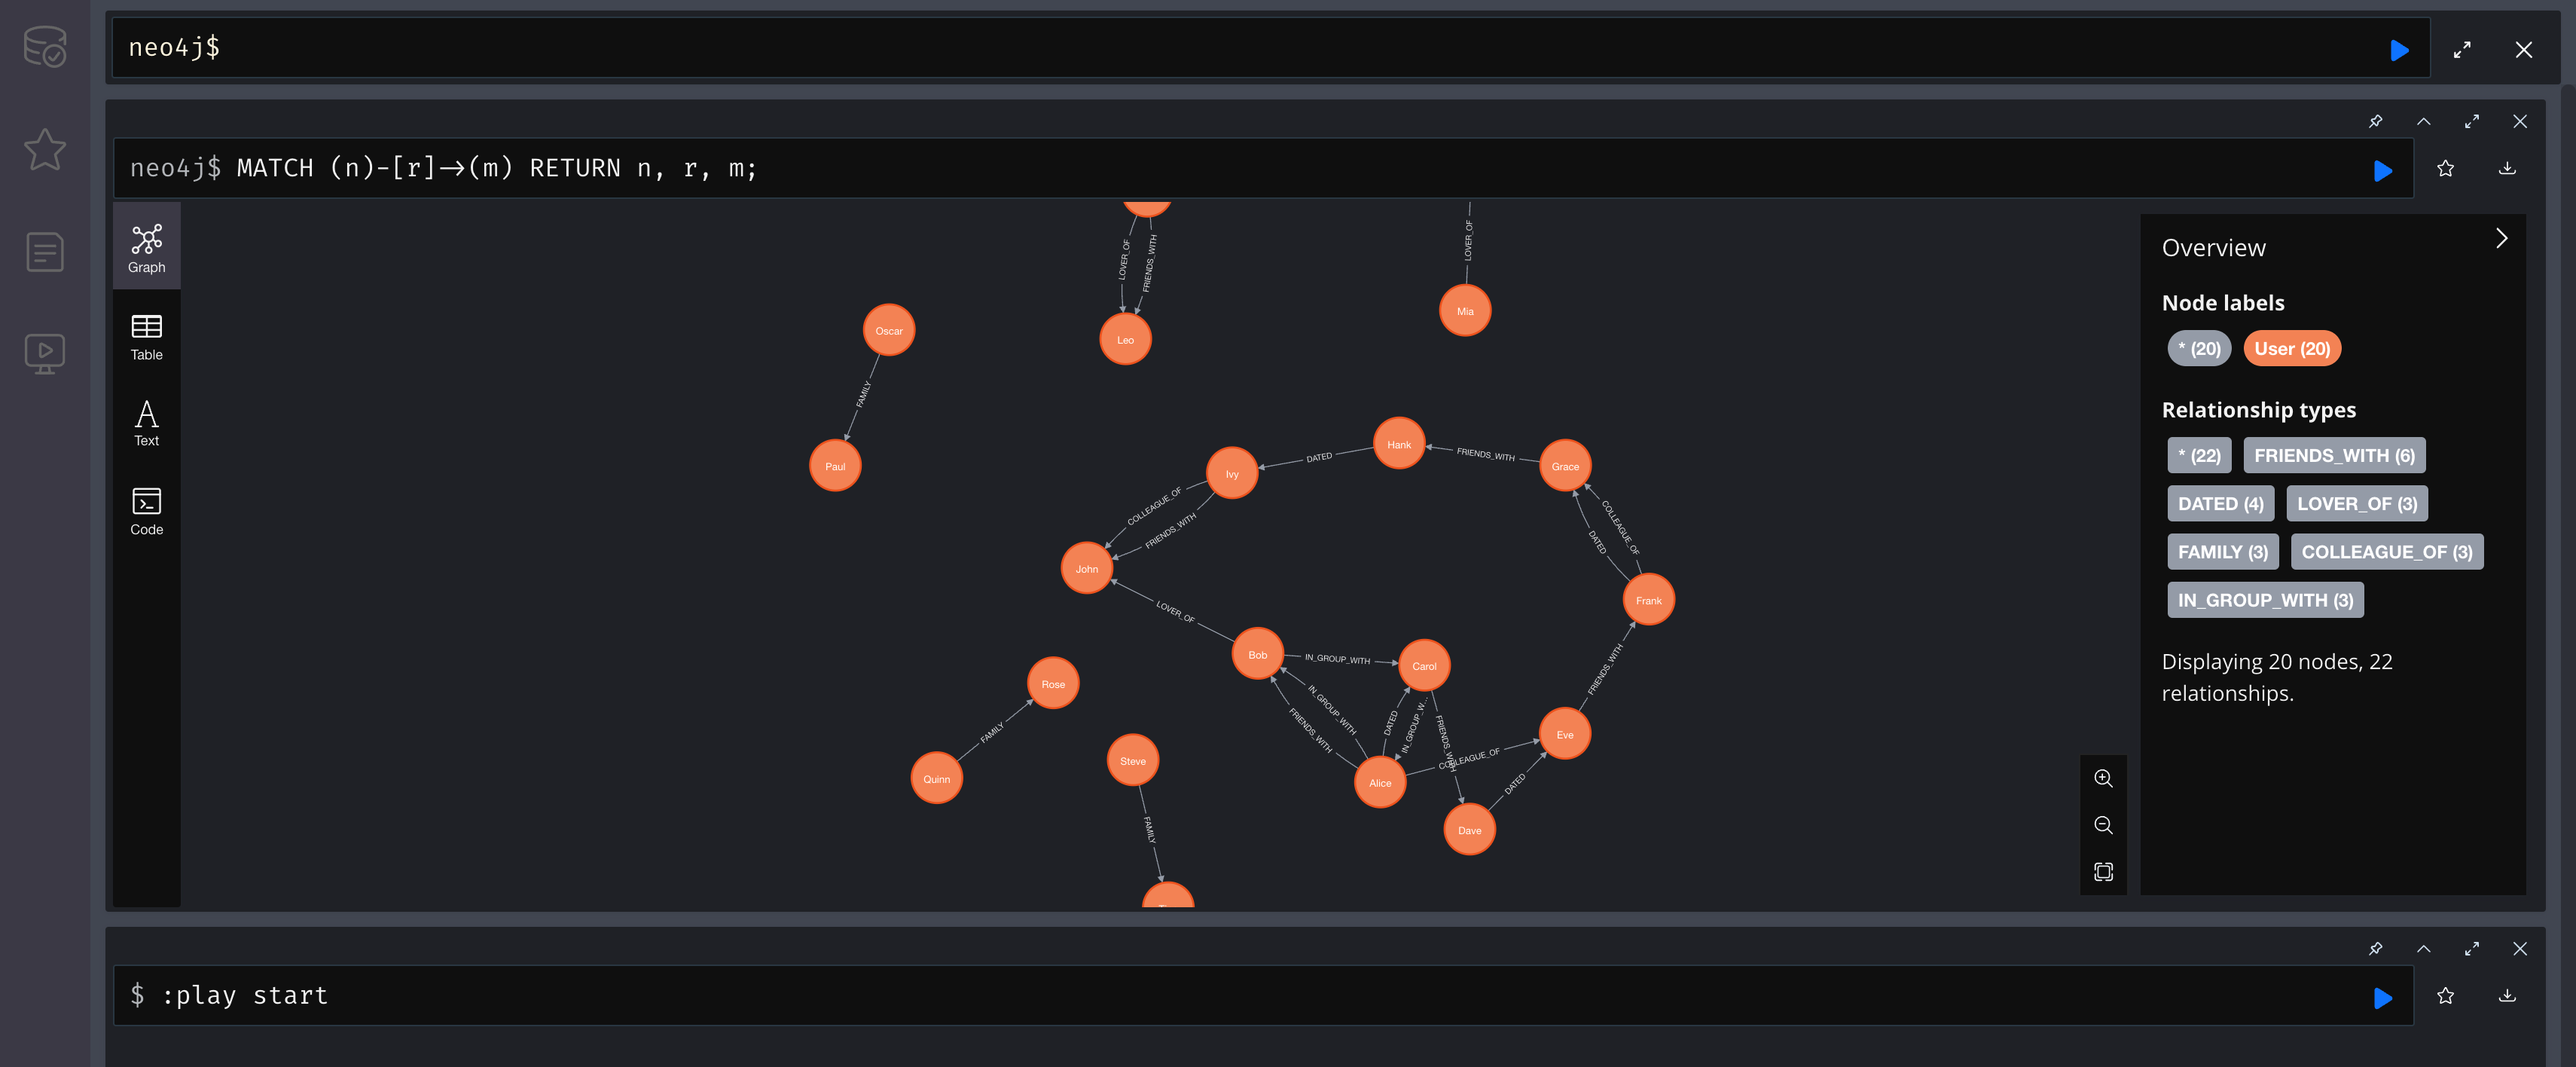 neo4j$
neo4j$ MATCH (n)-[r]→(m) RETURN n, r, m;
Graph
Table
Text
Code
LOVER_OF
FRIENDS_WITH
LOVER_OF
Oscar
Leo
Mia
FAMILY
Paul
Ivy
DATED
Hank
FRIENDS_WITH
Grace
COLLEAGUE_OF
FRIENDS_WITH
COLLEAGUE_OF
DATED
John
Frank
LOVER_OF
Bob
IN_GROUP_WITH
Carol
FRIENDS_WITH
Rose
FAMILY
Quinn
Steve
FAMILY
IN_GROUP_WITH
FRIENDS_WITH
DATED
IN_GROUP_W...
FRIENDS_WITH
COLLEAGUE_OF
Eve
Alice
DATED
Dave
Overview
Node labels
* (20) User (20)
Relationship types
* (22) FRIENDS_WITH (6)
DATED (4) LOVER_OF (3)
FAMILY (3) COLLEAGUE_OF (3)
IN_GROUP_WITH (3)
Displaying 20 nodes, 22
relationships.
$ :play start